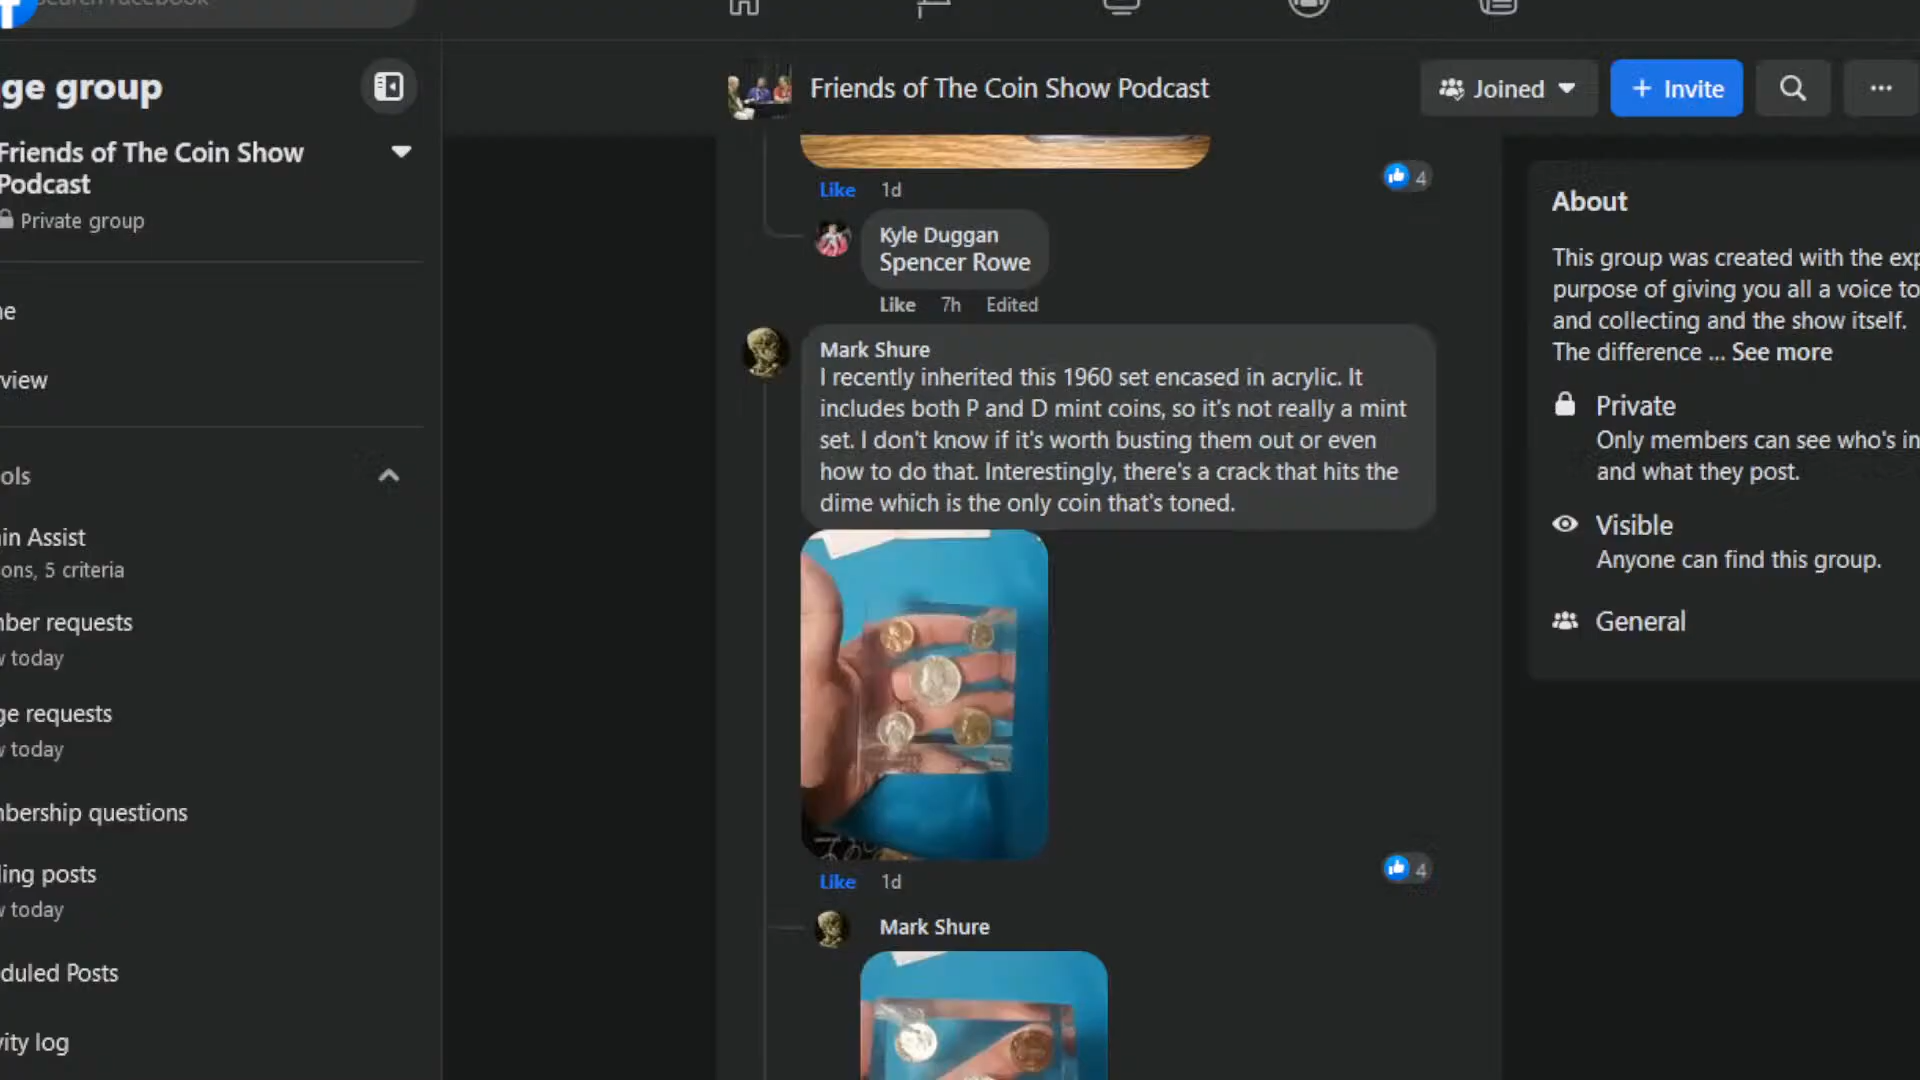 ge group
Friends of The Coin Show
Podcast
Private group
view
ols
in Assist
ons, 5 criteria
ber requests
today
ge requests
today
bership questions
ling posts
today
duled Posts
vity log
Friends of The Coin Show Podcast
Joined
+ Invite
...
Like 1d
4
Kyle Duggan
Spencer Rowe
Like 7h Edited
Mark Shure
I recently inherited this 1960 set encased in acrylic. It
includes both P and D mint coins, so it's not really a mint
set. I don't know if it's worth busting them out or even
how to do that. Interestingly, there's a crack that hits the
dime which is the only coin that's toned.
Like 1d
4
Mark Shure
About
This group was created with the exp
purpose of giving you all a voice to
and collecting and the show itself.
The difference ... See more
Private
Only members can see who's in
and what they post.
Visible
Anyone can find this group.
General